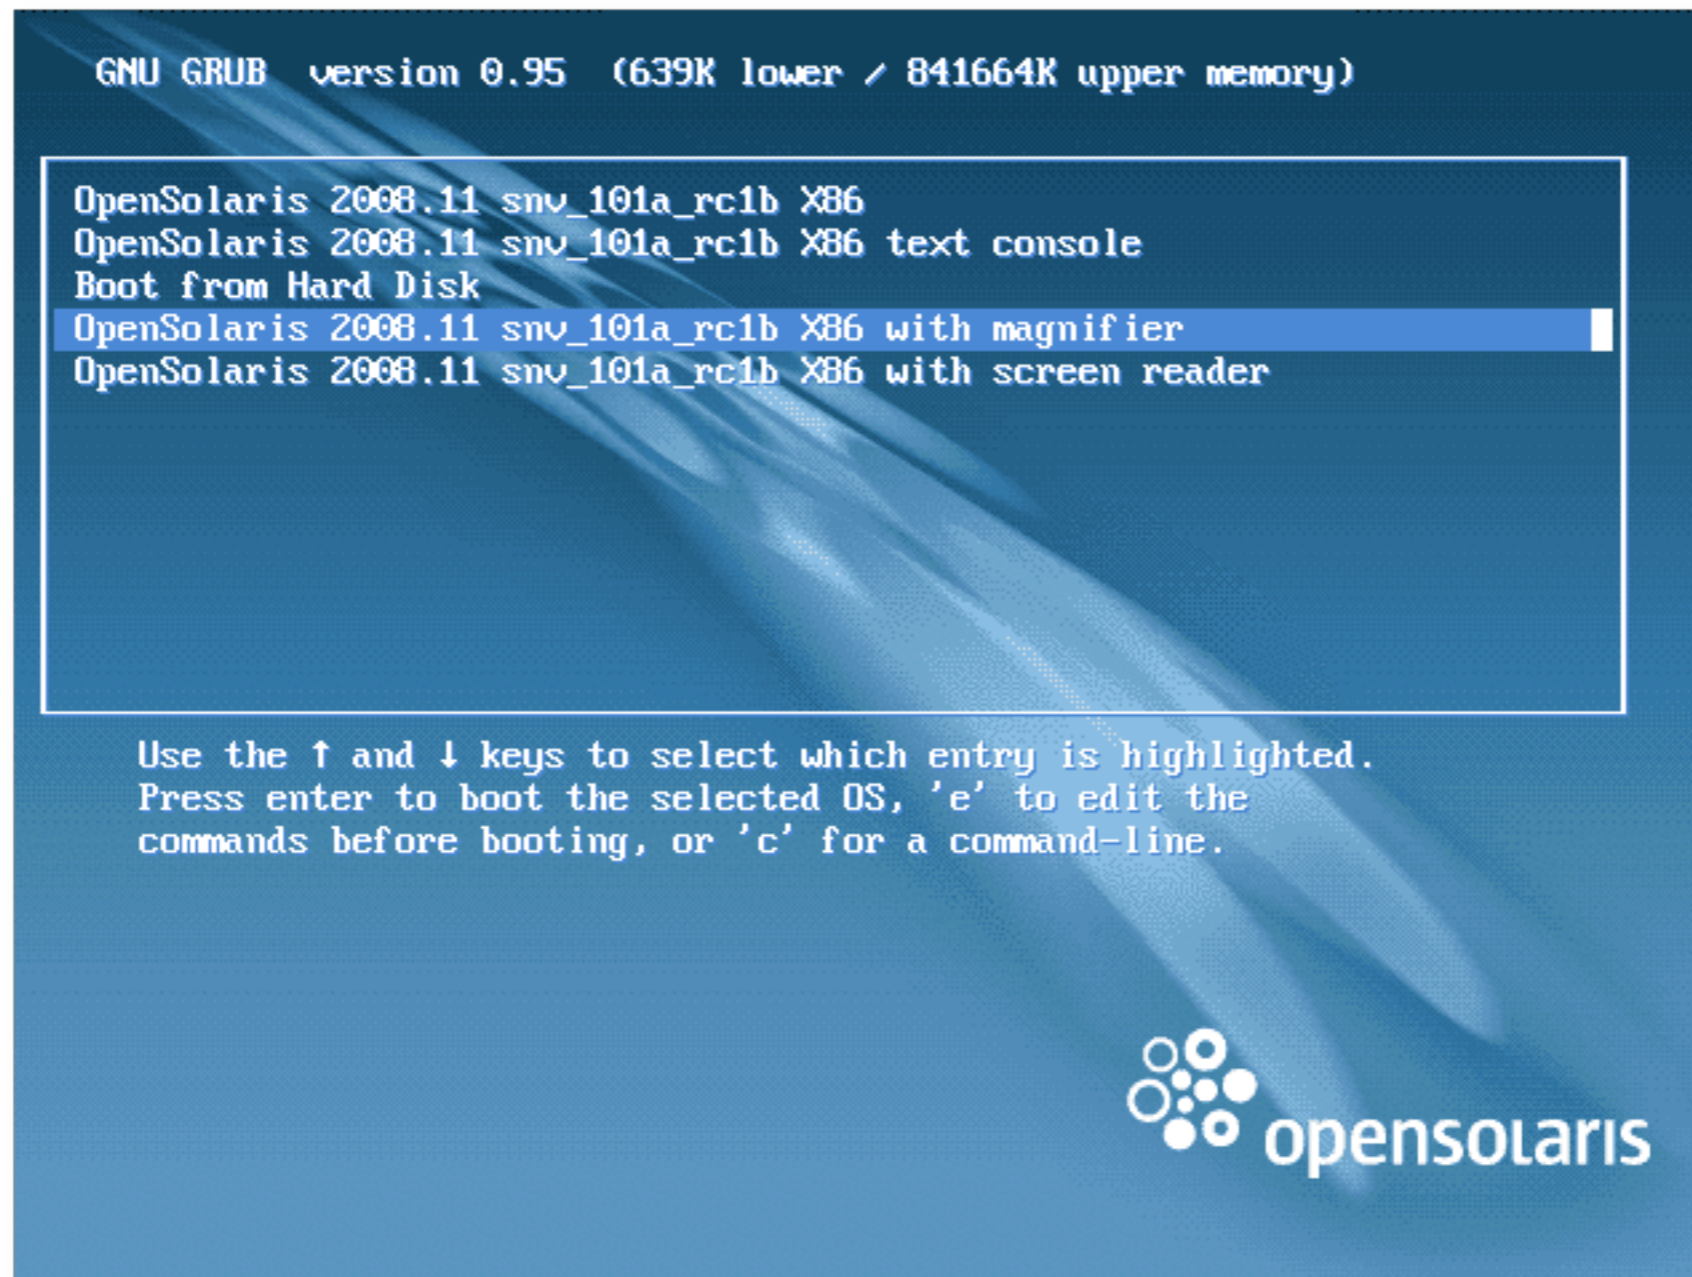 GNU GRUB version 0.95 (639K lower / 841664K upper memory)
OpenSolaris 2008.11 snv_101a_rc1b X86
OpenSolaris 2008.11 snv_101a_rc1b X86 text console
Boot from Hard Disk
OpenSolaris 2008.11 snv_101a_rc1b X86 with magnifier
OpenSolaris 2008.11 snv_101a_rc1b X86 with screen reader
Use the ↑ and ↓ keys to select which entry is highlighted.
Press enter to boot the selected OS, 'e' to edit the
commands before booting, or 'c' for a command-line.
opensolaris